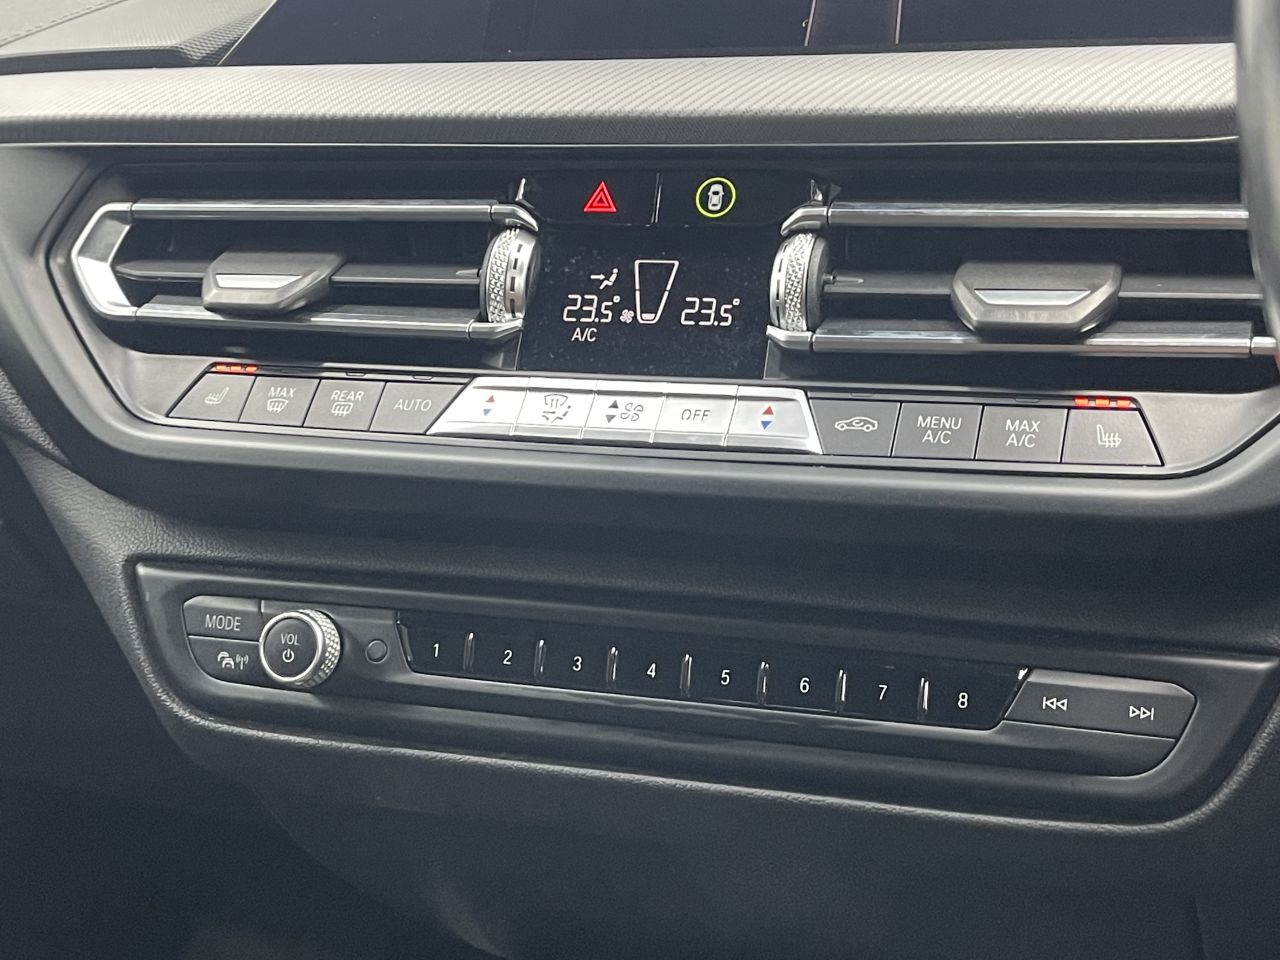 23.5° 23.5°
A/C
MAX
REAR
AUTO
OFF
MENU
A/C
MAX
A/C
MODE
VOL
1 2 3 4 5 6 7 8